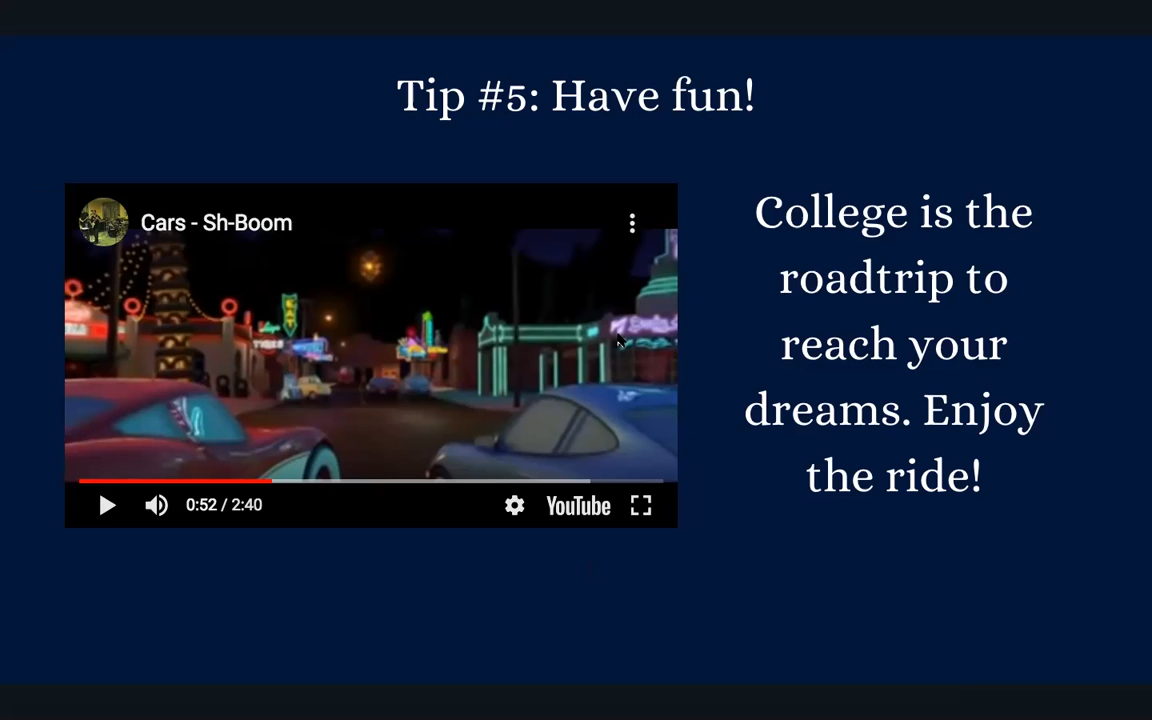 Tip #5: Have fun!
Cars - Sh-Boom
EAT
0:52 / 2:40
YouTube
College is the
roadtrip to
reach your
dreams. Enjoy
the ride!